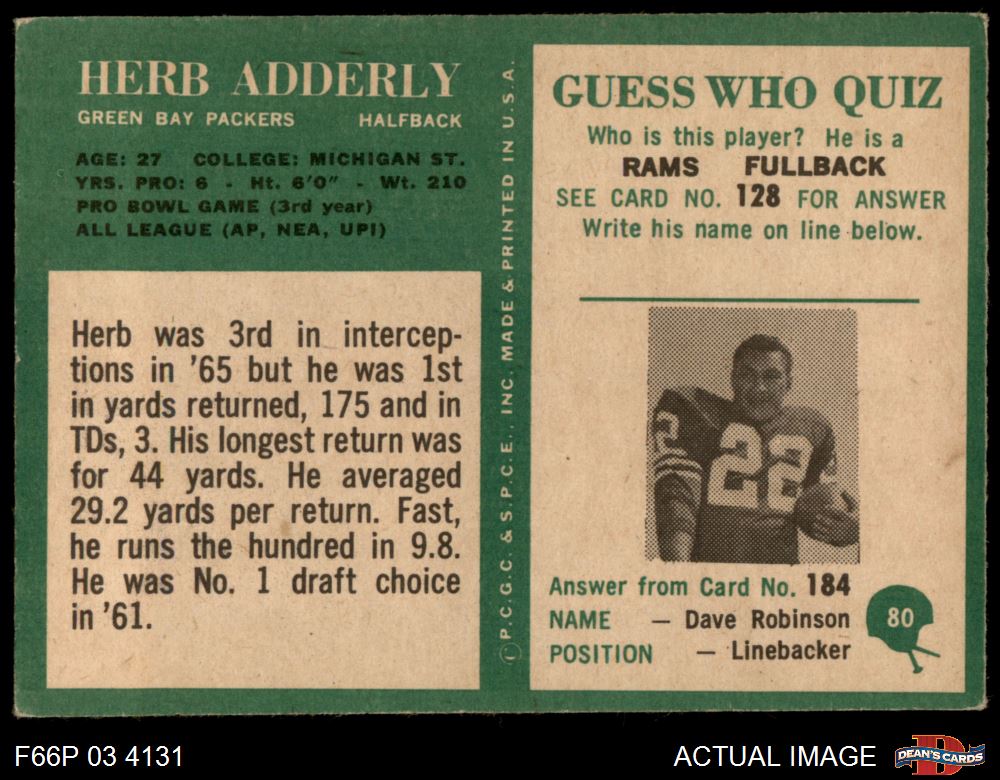 HERB ADDERLY
GREEN BAY PACKERS HALFBACK
AGE: 27 COLLEGE: MICHIGAN ST.
YRS. PRO: 6 - Ht. 6'0" - Wt. 210
PRO BOWL GAME (3rd year)
ALL LEAGUE (AP, NEA, UPI)
Herb was 3rd in intercep-
tions in '65 but he was 1st
in yards returned, 175 and in
TDs, 3. His longest return was
for 44 yards. He averaged
29.2 yards per return. Fast,
he runs the hundred in 9.8.
He was No. 1 draft choice
in '61.
Ⓒ P.C.G.C. & S.P.C.E., INC. MADE & PRINTED IN U.S.A.
GUESS WHO QUIZ
Who is this player? He is a
RAMS FULLBACK
SEE CARD NO. 128 FOR ANSWER
Write his name on line below.
22
2
Answer from Card No. 184
NAME — Dave Robinson
POSITION — Linebacker
80
F66P 03 4131
ACTUAL IMAGE
D
DEAN'S CARDS